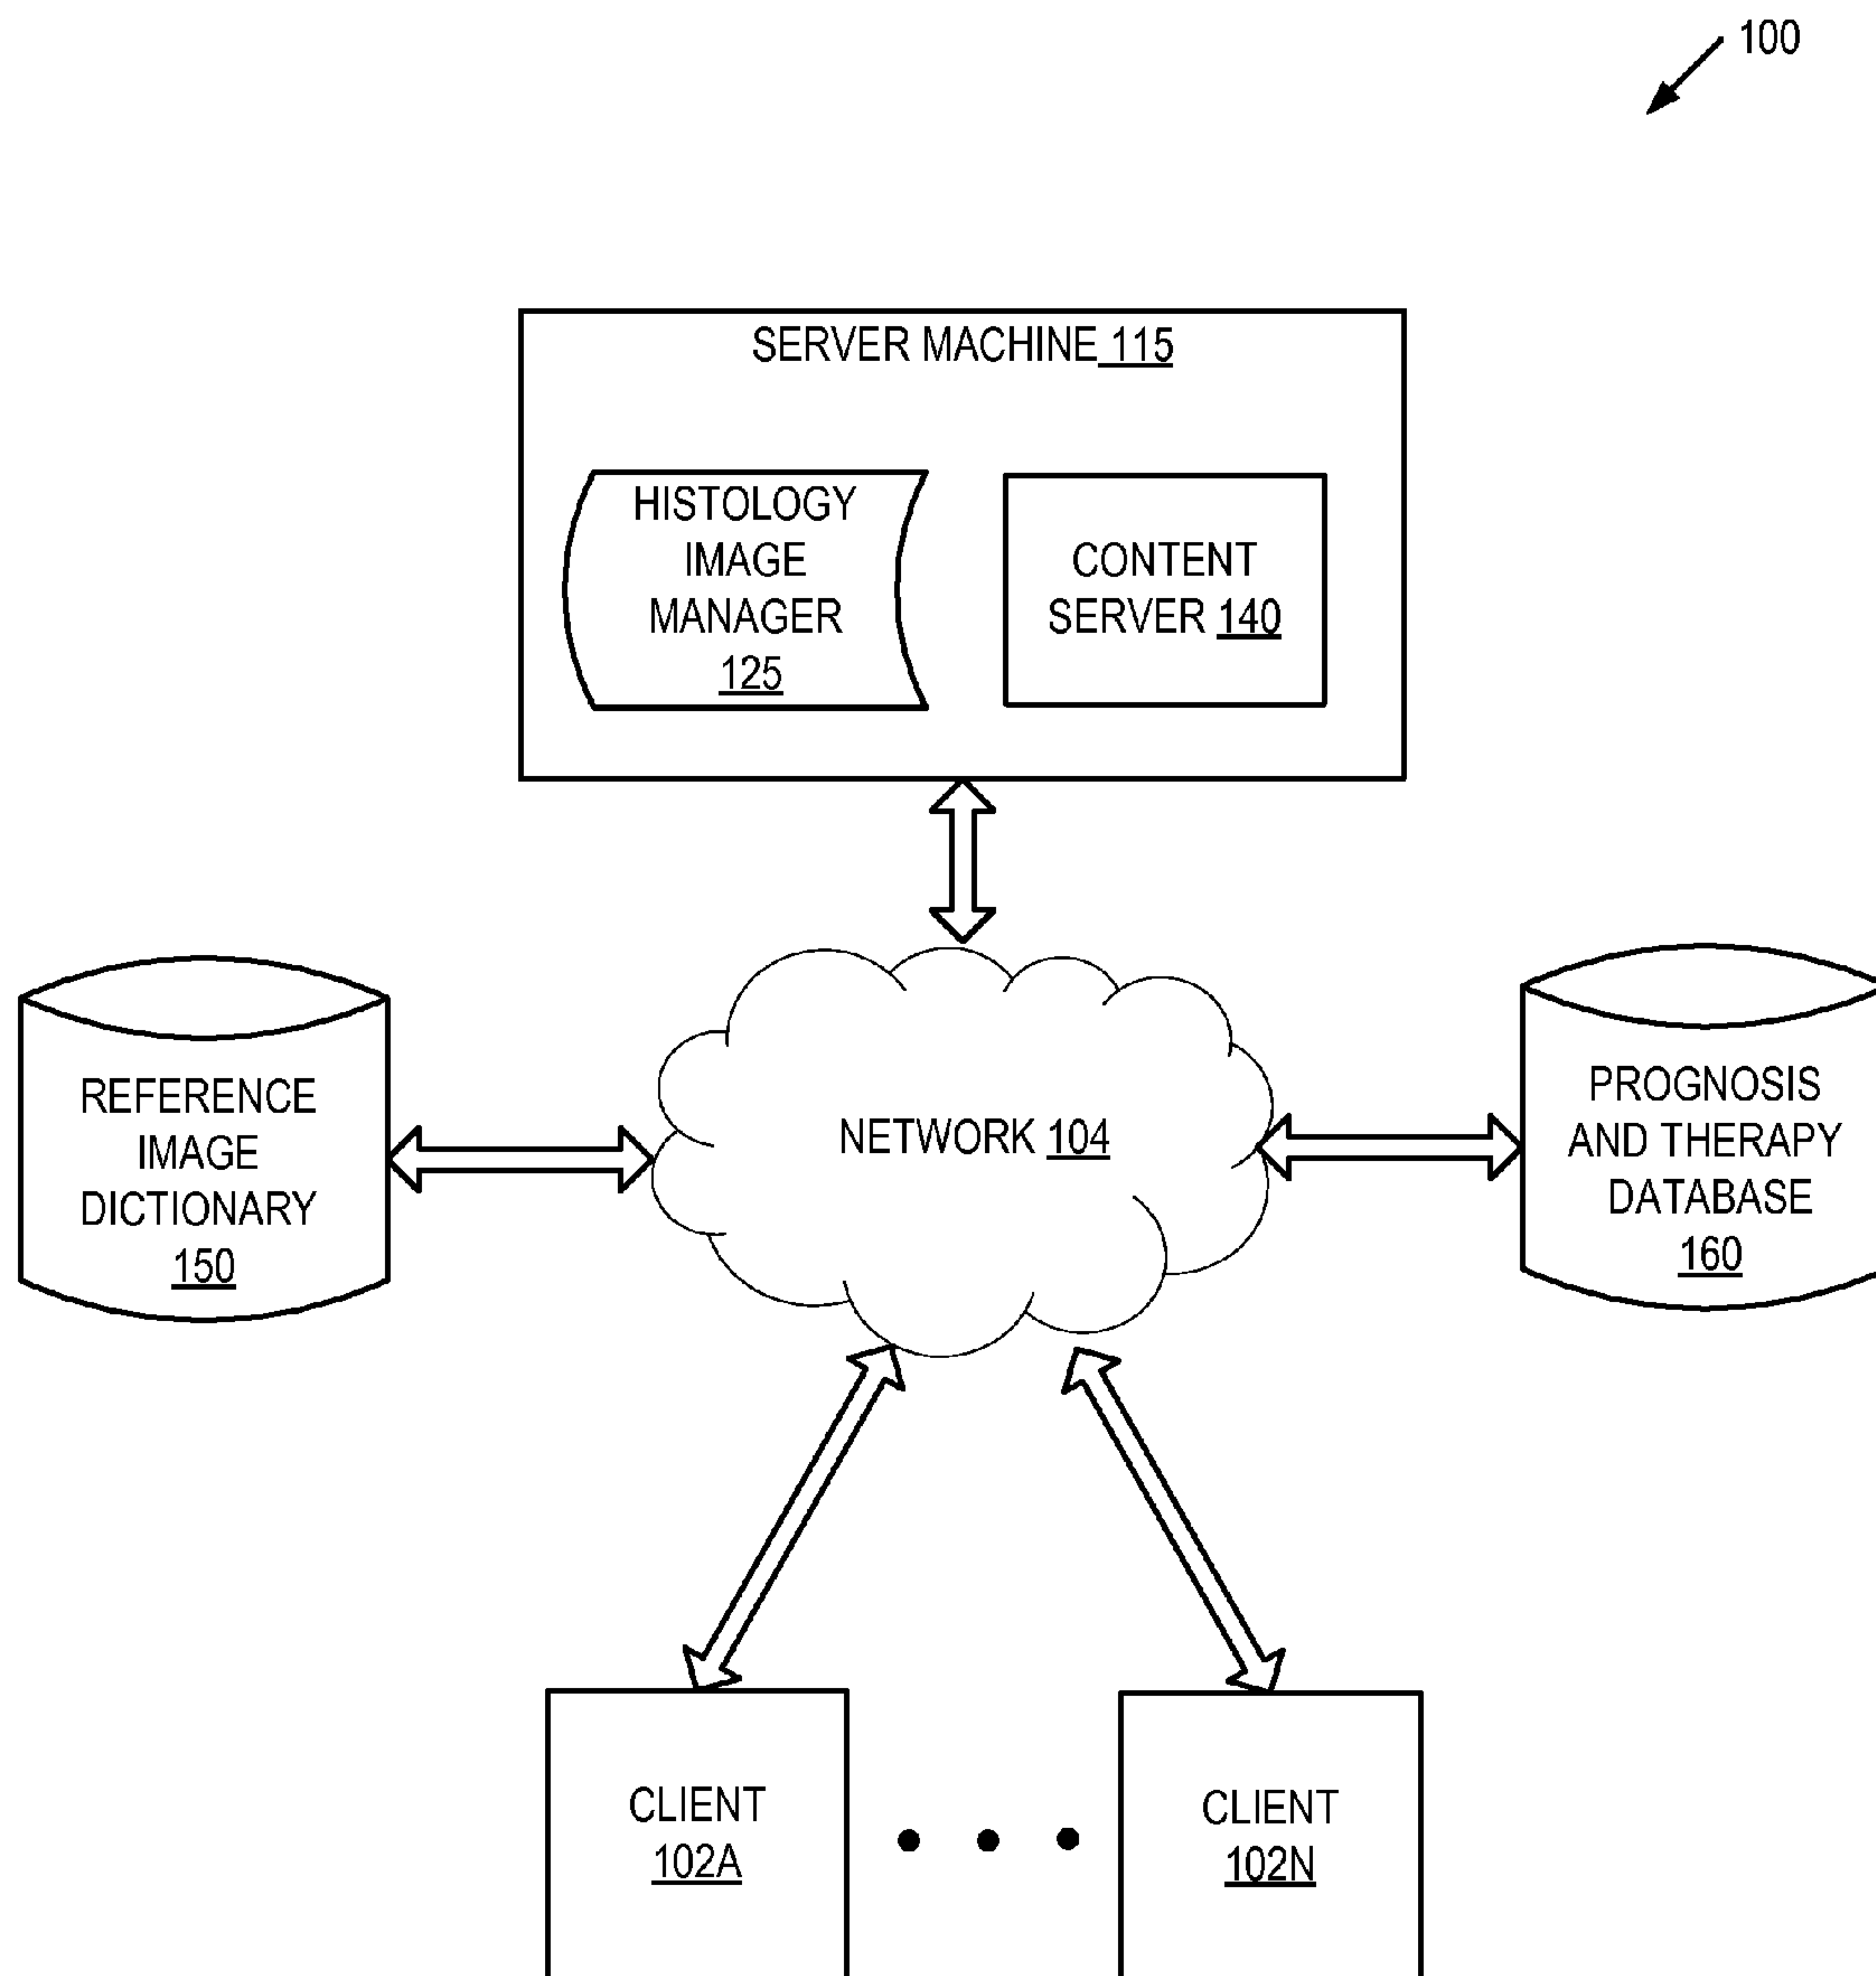 100
SERVER MACHINE 115
HISTOLOGY
IMAGE
MANAGER
125
CONTENT
SERVER 140
REFERENCE
IMAGE
DICTIONARY
150
NETWORK 104
PROGNOSIS
AND THERAPY
DATABASE
160
CLIENT
102A
CLIENT
102N